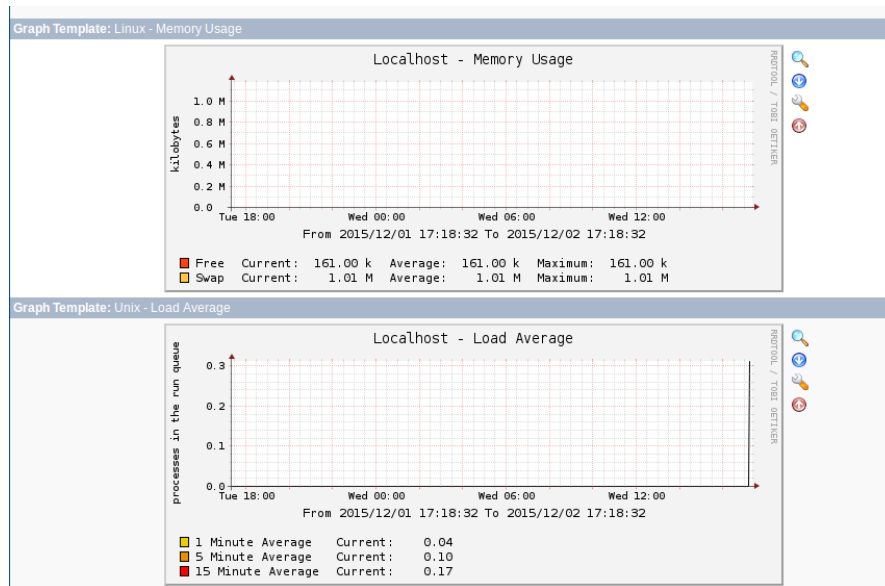 Graph Template: Linux - Memory Usage
Localhost - Memory Usage
RRDTOOL / TOBI OETIKER
kilobytes
1.0 M
0.8 M
0.6 M
0.4 M
0.2 M
0.0
Tue 18:00 Wed 00:00 Wed 06:00 Wed 12:00
From 2015/12/01 17:18:32 To 2015/12/02 17:18:32
Free Current: 161.00 k Average: 161.00 k Maximum: 161.00 k
Swap Current: 1.01 M Average: 1.01 M Maximum: 1.01 M
Graph Template: Unix - Load Average
Localhost - Load Average
RRDTOOL / TOBI OETIKER
processes in the run queue
0.3
0.2
0.1
0.0
Tue 18:00 Wed 00:00 Wed 06:00 Wed 12:00
From 2015/12/01 17:18:32 To 2015/12/02 17:18:32
1 Minute Average Current: 0.04
5 Minute Average Current: 0.10
15 Minute Average Current: 0.17